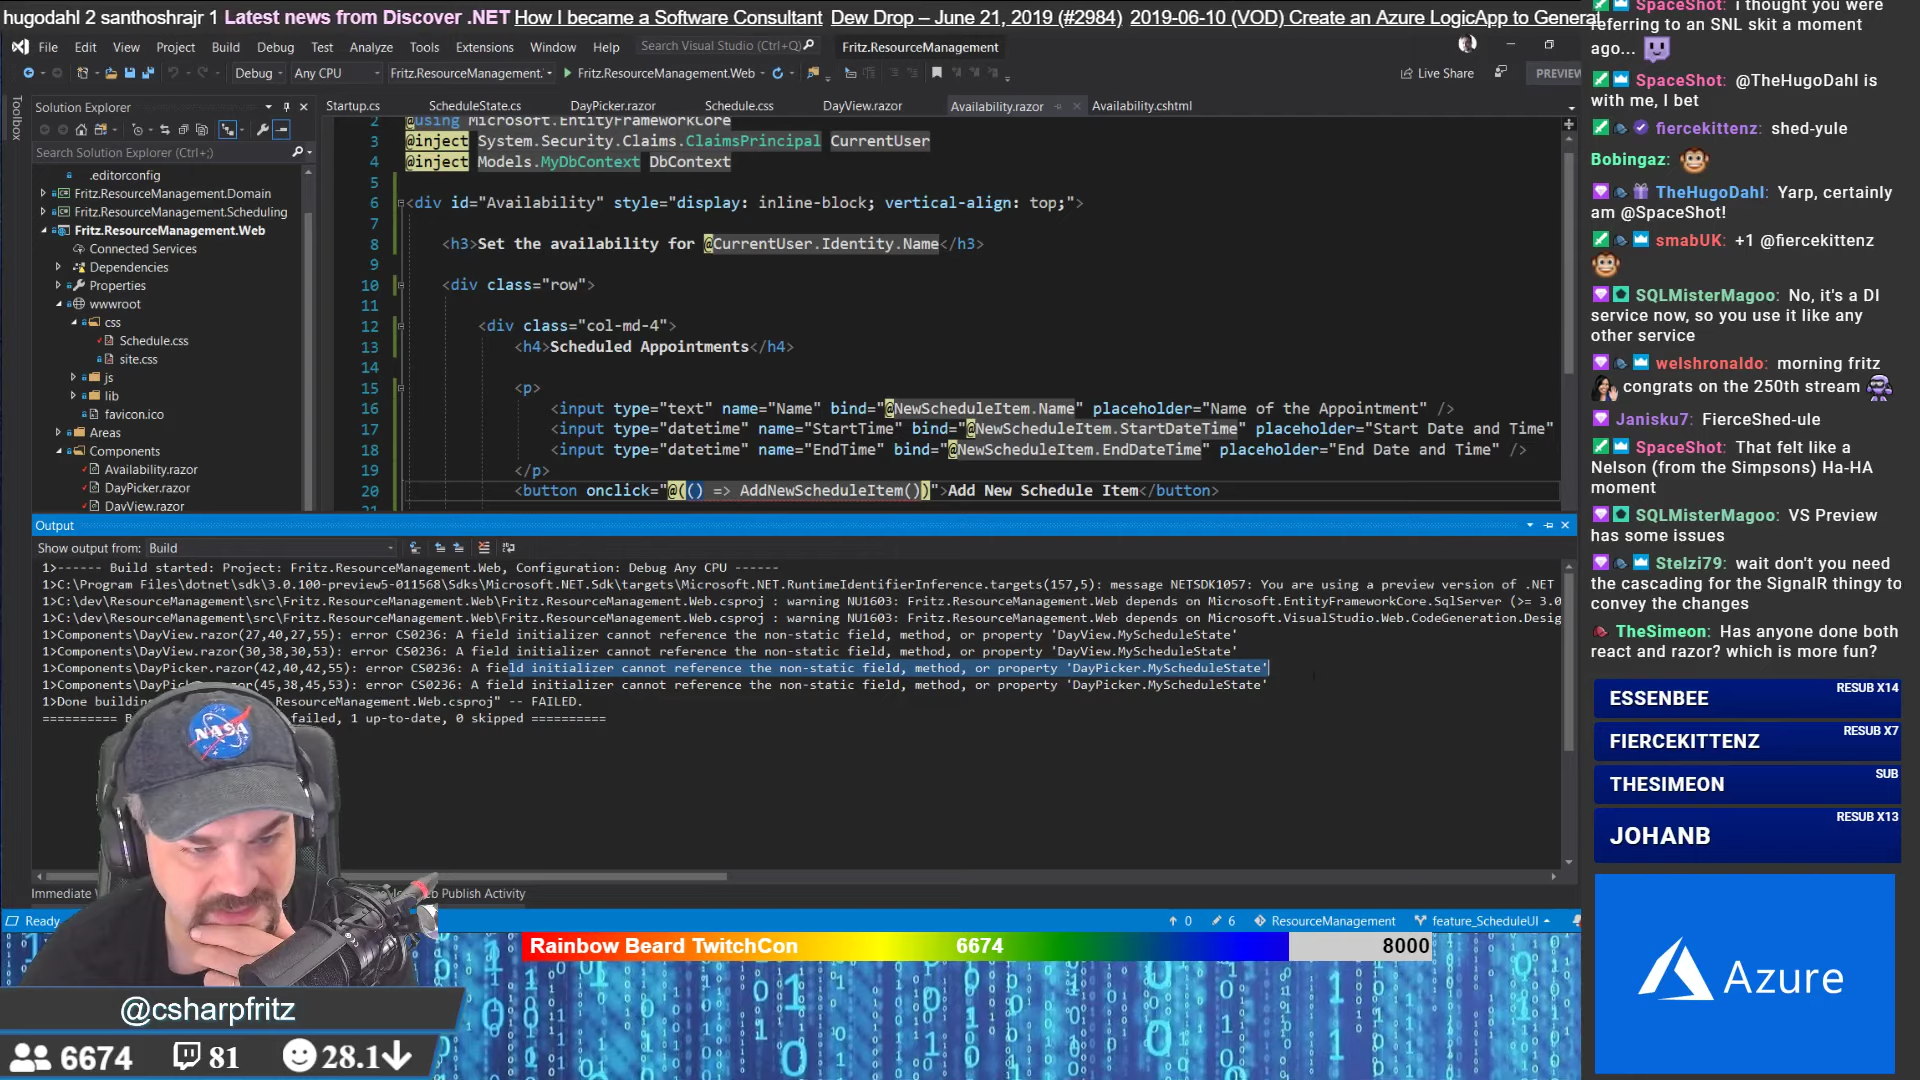 hugodahl 2 santhoshrajr 1 Latest news from Discover .NET How I became a Software Consultant Dew Drop – June 21, 2019 (#2984) 2019-06-10 (VOD) Create an Azure LogicApp to General
File Edit View Project Build Debug Test Analyze Tools Extensions Window Help Search Visual Studio (Ctrl+Q) Fritz.ResourceManagement
Debug Any CPU Fritz.ResourceManagement. Fritz.ResourceManagement.Web Live Share PREVIEW
Toolbox
Solution Explorer
Search Solution Explorer (Ctrl+;)
.editorconfig
Fritz.ResourceManagement.Domain
Fritz.ResourceManagement.Scheduling
Fritz.ResourceManagement.Web
Connected Services
Dependencies
Properties
wwwroot
css
Schedule.css
site.css
js
lib
favicon.ico
Areas
Components
Availability.razor
DayPicker.razor
DayView.razor
Startup.cs ScheduleState.cs DayPicker.razor Schedule.css DayView.razor Availability.razor Availability.cshtml
2 @using Microsoft.EntityFrameworkCore
3 @inject System.Security.Claims.ClaimsPrincipal CurrentUser
4 @inject Models.MyDbContext DbContext
5
6 <div id="Availability" style="display: inline-block; vertical-align: top;">
7
8 <h3>Set the availability for @CurrentUser.Identity.Name</h3>
9
10 <div class="row">
11
12 <div class="col-md-4">
13 <h4>Scheduled Appointments</h4>
14
15 <p>
16 <input type="text" name="Name" bind="@NewScheduleItem.Name" placeholder="Name of the Appointment" />
17 <input type="datetime" name="StartTime" bind="@NewScheduleItem.StartDateTime" placeholder="Start Date and Time"
18 <input type="datetime" name="EndTime" bind="@NewScheduleItem.EndDateTime" placeholder="End Date and Time" />
19 </p>
20 <button onclick="@(() => AddNewScheduleItem())">Add New Schedule Item</button>
Output
Show output from: Build
1>------ Build started: Project: Fritz.ResourceManagement.Web, Configuration: Debug Any CPU ------
1>C:\Program Files\dotnet\sdk\3.0.100-preview5-011568\Sdks\Microsoft.NET.Sdk\targets\Microsoft.NET.RuntimeIdentifierInference.targets(157,5): message NETSDK1057: You are using a preview version of .NET
1>C:\dev\ResourceManagement\src\Fritz.ResourceManagement.Web\Fritz.ResourceManagement.Web.csproj : warning NU1603: Fritz.ResourceManagement.Web depends on Microsoft.EntityFrameworkCore.SqlServer (>= 3.0
1>C:\dev\ResourceManagement\src\Fritz.ResourceManagement.Web\Fritz.ResourceManagement.Web.csproj : warning NU1603: Fritz.ResourceManagement.Web depends on Microsoft.VisualStudio.Web.CodeGeneration.Desig
1>Components\DayView.razor(27,40,27,55): error CS0236: A field initializer cannot reference the non-static field, method, or property 'DayView.MyScheduleState'
1>Components\DayView.razor(30,38,30,53): error CS0236: A field initializer cannot reference the non-static field, method, or property 'DayView.MyScheduleState'
1>Components\DayPicker.razor(42,40,42,55): error CS0236: A field initializer cannot reference the non-static field, method, or property 'DayPicker.MyScheduleState'
1>Components\DayPick (45,38,45,53): error CS0236: A field initializer cannot reference the non-static field, method, or property 'DayPicker.MyScheduleState'
1>Done building Resource.Management.Web.csproj" -- FAILED.
========== failed, 1 up-to-date, 0 skipped ==========
Immediate Publish Activity
Ready 0 6 ResourceManagement feature_ScheduleUI
NASA
Rainbow Beard TwitchCon 6674 8000
@csharpfritz
6674 81 28.1
SpaceShot: i thought you were
referring to an SNL skit a moment
ago...
SpaceShot: @TheHugoDahl is
with me, I bet
fiercekittenz: shed-yule
Bobingaz:
TheHugoDahl: Yarp, certainly
am @SpaceShot!
smabUK: +1 @fiercekittenz
SQLMisterMagoo: No, it's a DI
service now, so you use it like any
other service
welshronaldo: morning fritz
congrats on the 250th stream
Janisku7: FierceShed-ule
SpaceShot: That felt like a
Nelson (from the Simpsons) Ha-HA
moment
SQLMisterMagoo: VS Preview
has some issues
Stelzi79: wait don't you need
the cascading for the SignalR thingy to
convey the changes
TheSimeon: Has anyone done both
react and razor? which is more fun?
ESSENBEE RESUB X14
FIERCEKITTENZ RESUB X7
THESIMEON SUB
JOHANB RESUB X13
Azure